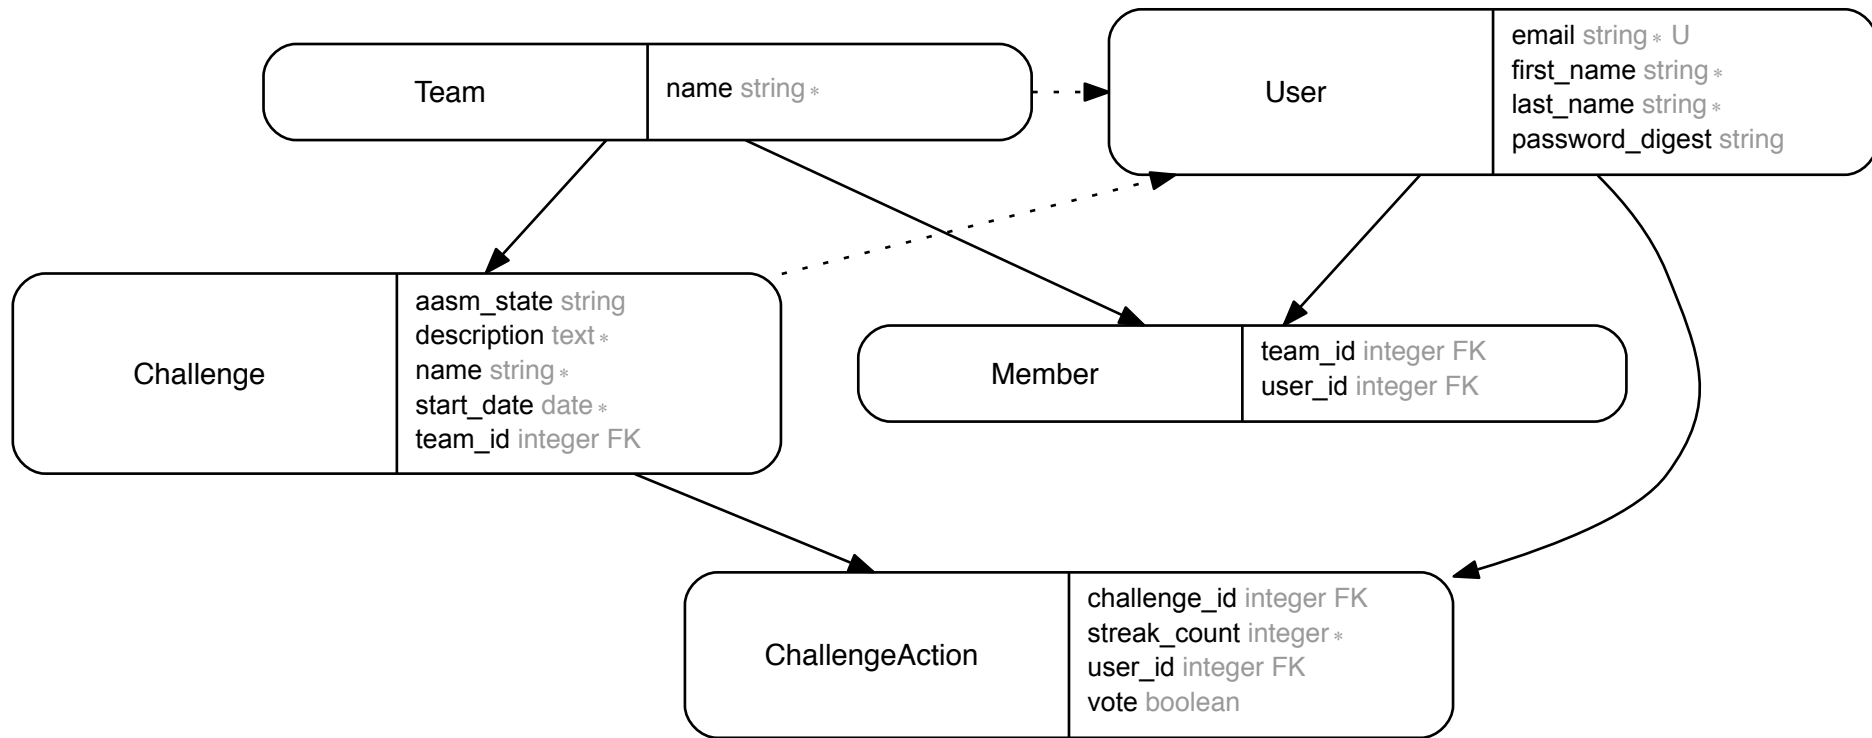 Team
name string *
User
email string * U
first_name string *
last_name string *
password_digest string
Challenge
aasm_state string
description text *
name string *
start_date date *
team_id integer FK
Member
team_id integer FK
user_id integer FK
ChallengeAction
challenge_id integer FK
streak_count integer *
user_id integer FK
vote boolean